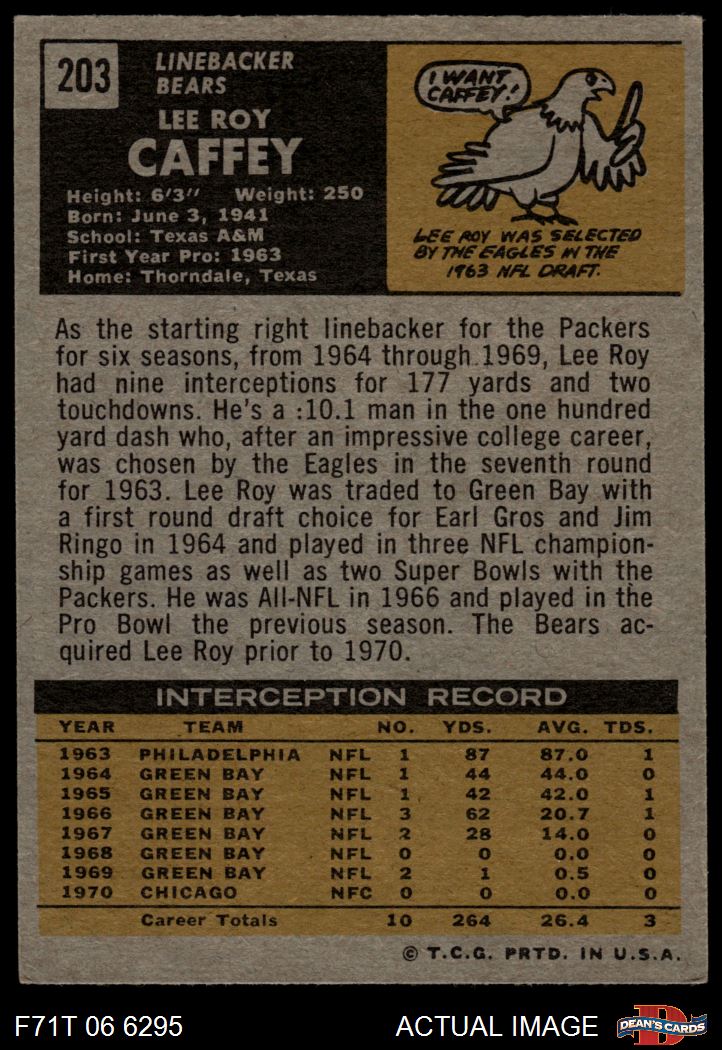 203
LINEBACKER
BEARS
LEE ROY
CAFFEY
Height: 6'3" Weight: 250
Born: June 3, 1941
School: Texas A&M
First Year Pro: 1963
Home: Thorndale, Texas
I WANT
CAFFEY!
LEE ROY WAS SELECTED
BY THE EAGLES IN THE
1963 NFL DRAFT.
As the starting right linebacker for the Packers
for six seasons, from 1964 through 1969, Lee Roy
had nine interceptions for 177 yards and two
touchdowns. He's a :10.1 man in the one hundred
yard dash who, after an impressive college career,
was chosen by the Eagles in the seventh round
for 1963. Lee Roy was traded to Green Bay with
a first round draft choice for Earl Gros and Jim
Ringo in 1964 and played in three NFL champion-
ship games as well as two Super Bowls with the
Packers. He was All-NFL in 1966 and played in the
Pro Bowl the previous season. The Bears ac-
quired Lee Roy prior to 1970.
INTERCEPTION RECORD
YEAR TEAM NO. YDS. AVG. TDS.
1963 PHILADELPHIA NFL 1 87 87.0 1
1964 GREEN BAY NFL 1 44 44.0 0
1965 GREEN BAY NFL 1 42 42.0 1
1966 GREEN BAY NFL 3 62 20.7 1
1967 GREEN BAY NFL 2 28 14.0 0
1968 GREEN BAY NFL 0 0 0.0 0
1969 GREEN BAY NFL 2 1 0.5 0
1970 CHICAGO NFC 0 0 0.0 0
Career Totals 10 264 26.4 3
© T.C.G. PRTD. IN U.S.A.
F71T 06 6295 ACTUAL IMAGE D DEAN'S CARDS